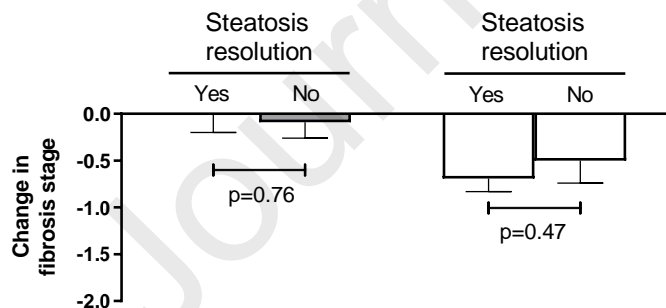 Steatosis
resolution
Yes No
Steatosis
resolution
Yes No
Change in
fibrosis stage
0.0
-0.5
-1.0
-1.5
-2.0
p=0.76
p=0.47
Journ